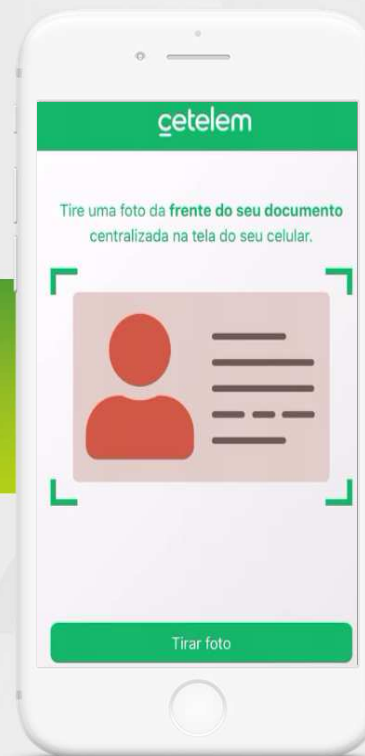 cetelem
Tire uma foto da frente do seu documento
centralizada na tela do seu celular.
Tirar foto